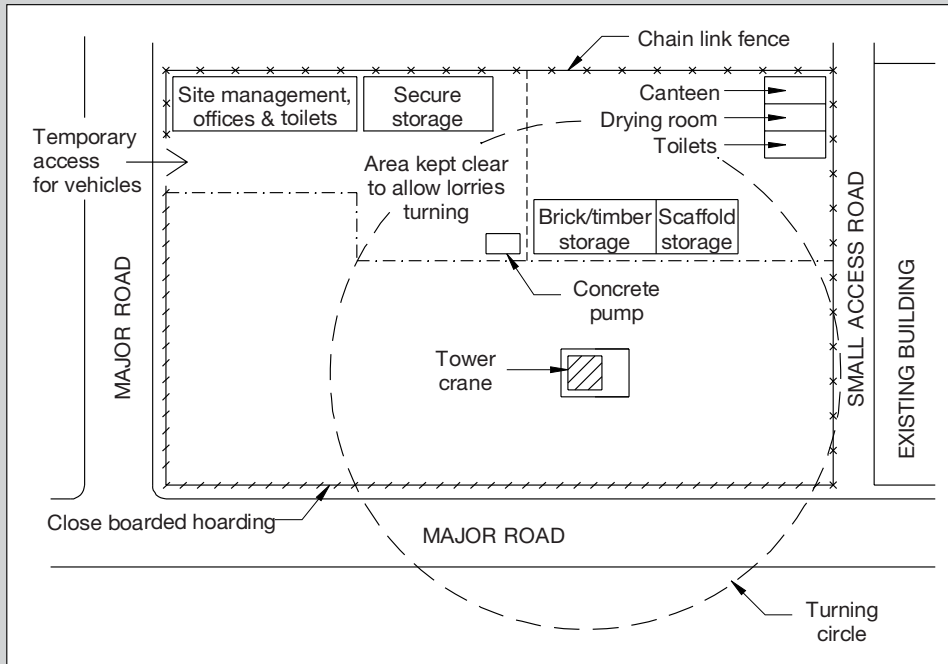 Chain link fence
Site management,
offices & toilets
Secure
storage
Canteen
Drying room
Toilets
Temporary
access
for vehicles
Area kept clear
to allow lorries
turning
Brick/timber
storage
Scaffold
storage
Concrete
pump
Tower
crane
MAJOR ROAD
SMALL ACCESS ROAD
EXISTING BUILDING
Close boarded hoarding
MAJOR ROAD
Turning
circle